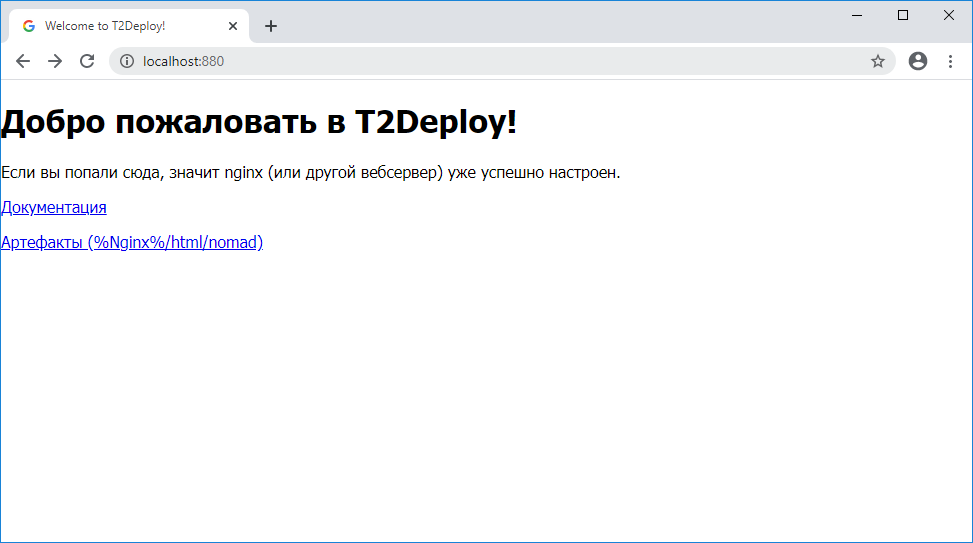 Welcome to T2Deploy!
localhost:880
Добро пожаловать в T2Deploy!
Если вы попали сюда, значит nginx (или другой вебсервер) уже успешно настроен.
Документация
Артефакты (%Nginx%/html/nomad)